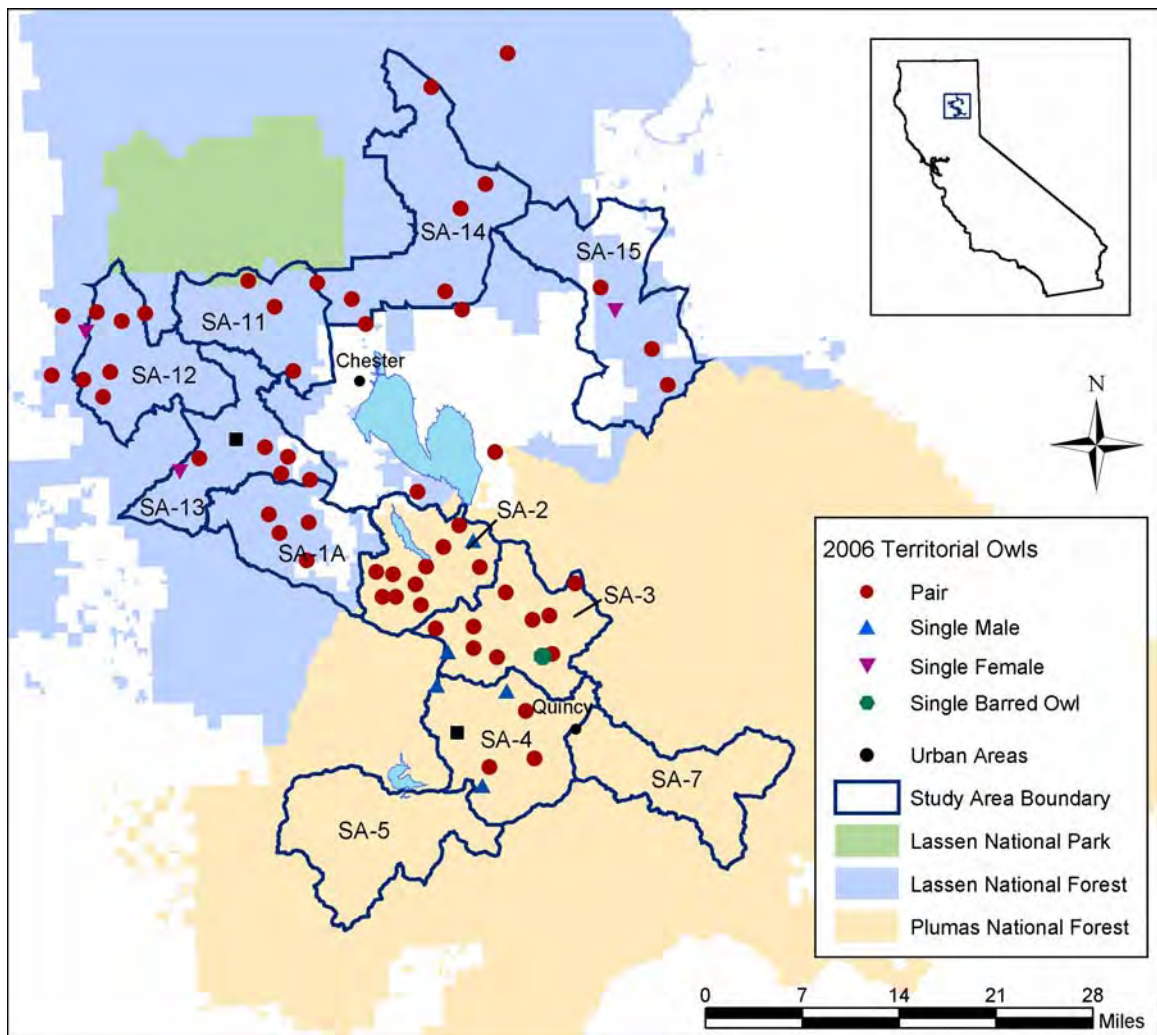 SA-14
SA-15
SA-11
Chester
SA-12
N
SA-13
SA-2
SA-1A
SA-3
Quincy
SA-4
SA-7
SA-5
2006 Territorial Owls
Pair
Single Male
Single Female
Single Barred Owl
Urban Areas
Study Area Boundary
Lassen National Park
Lassen National Forest
Plumas National Forest
0 7 14 21 28
Miles